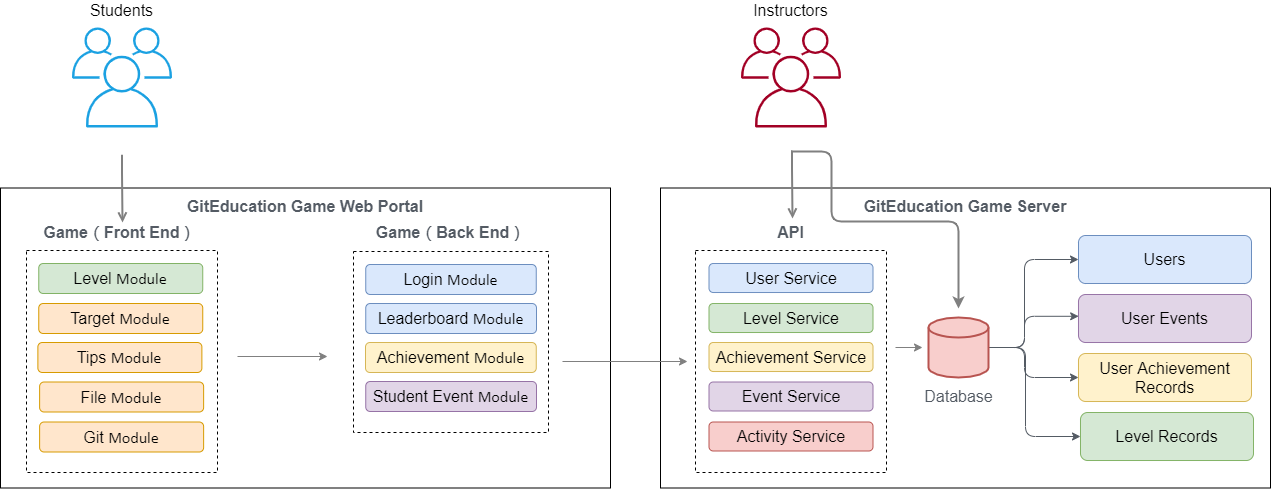 Students
Instructors
GitEducation Game Web Portal
Game ( Front End )
Level Module
Target Module
Tips Module
File Module
Git Module
Game ( Back End )
Login Module
Leaderboard Module
Achievement Module
Student Event Module
GitEducation Game Server
API
User Service
Level Service
Achievement Service
Event Service
Activity Service
Database
Users
User Events
User Achievement
Records
Level Records